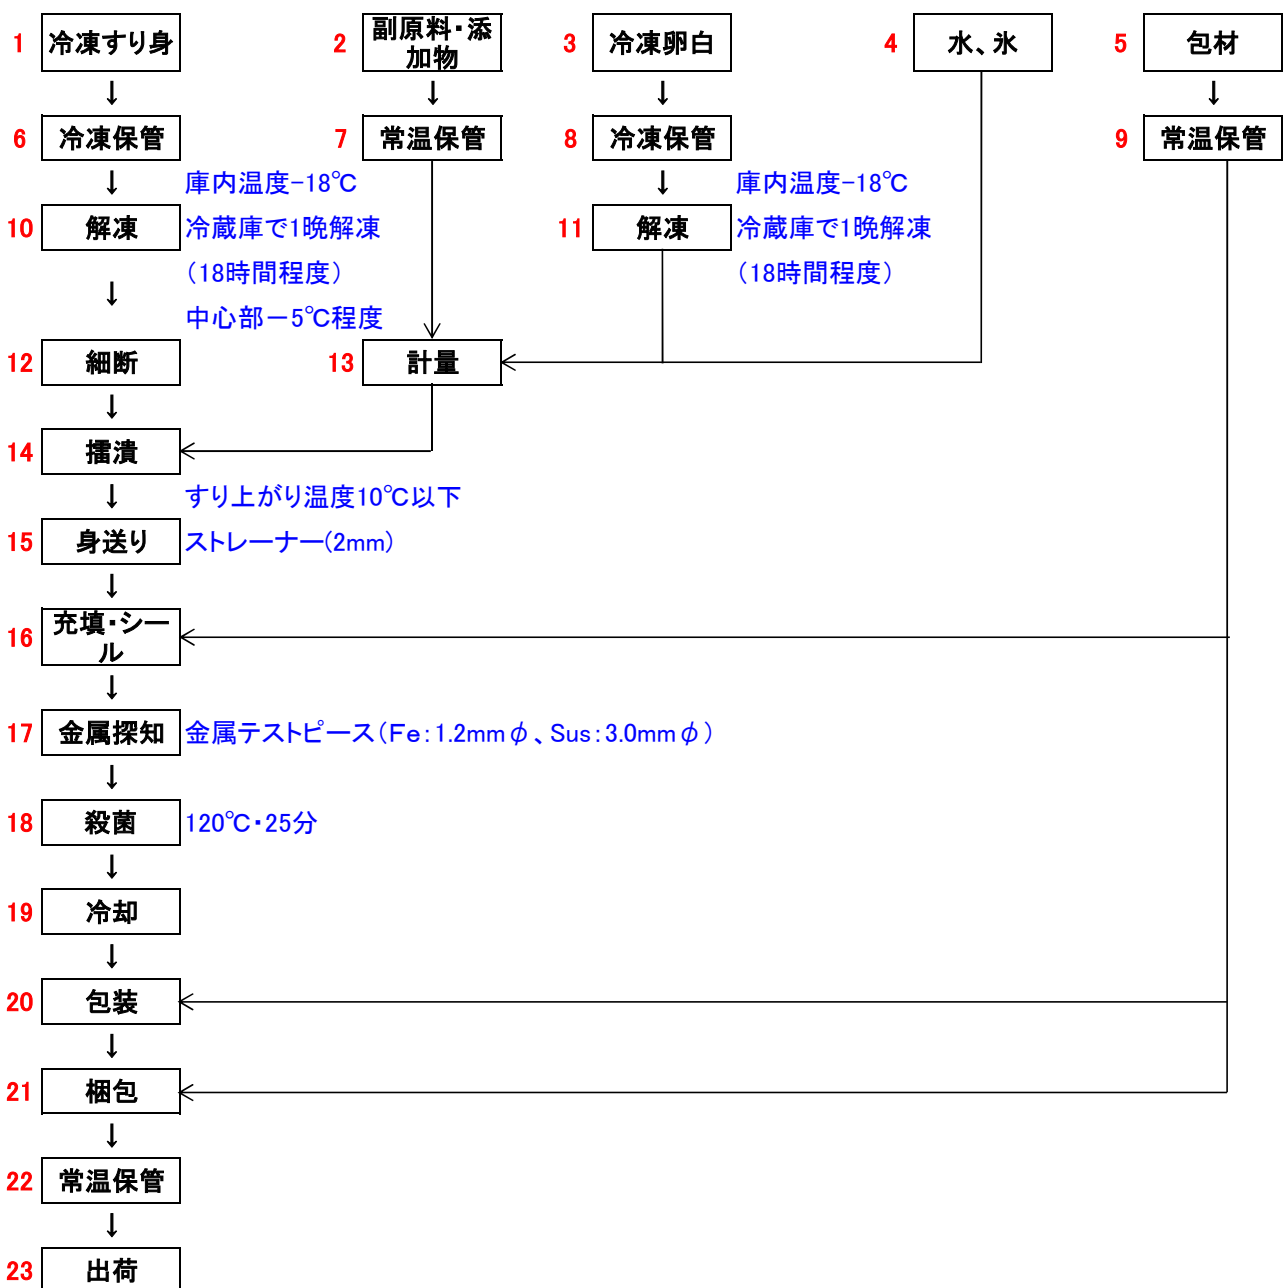 1 冷凍すり身 2 副原料・添加物 3 冷凍卵白 4 水、氷 5 包材
↓ ↓ ↓ ↓
6 冷凍保管 7 常温保管 8 冷凍保管 9 常温保管
↓ 庫内温度-18℃ ↓ 庫内温度-18℃
10 解凍 冷蔵庫で1晩解凍 11 解凍 冷蔵庫で1晩解凍
(18時間程度) (18時間程度)
↓
中心部-5℃程度
12 細断 13 計量
↓
14 擂潰
↓ すり上がり温度10℃以下
15 身送り ストレーナー(2mm)
↓
16 充填・シール
↓
17 金属探知 金属テストピース(Fe:1.2mmφ、Sus:3.0mmφ)
↓
18 殺菌 120℃・25分
↓
19 冷却
↓
20 包装
↓
21 梱包
↓
22 常温保管
↓
23 出荷